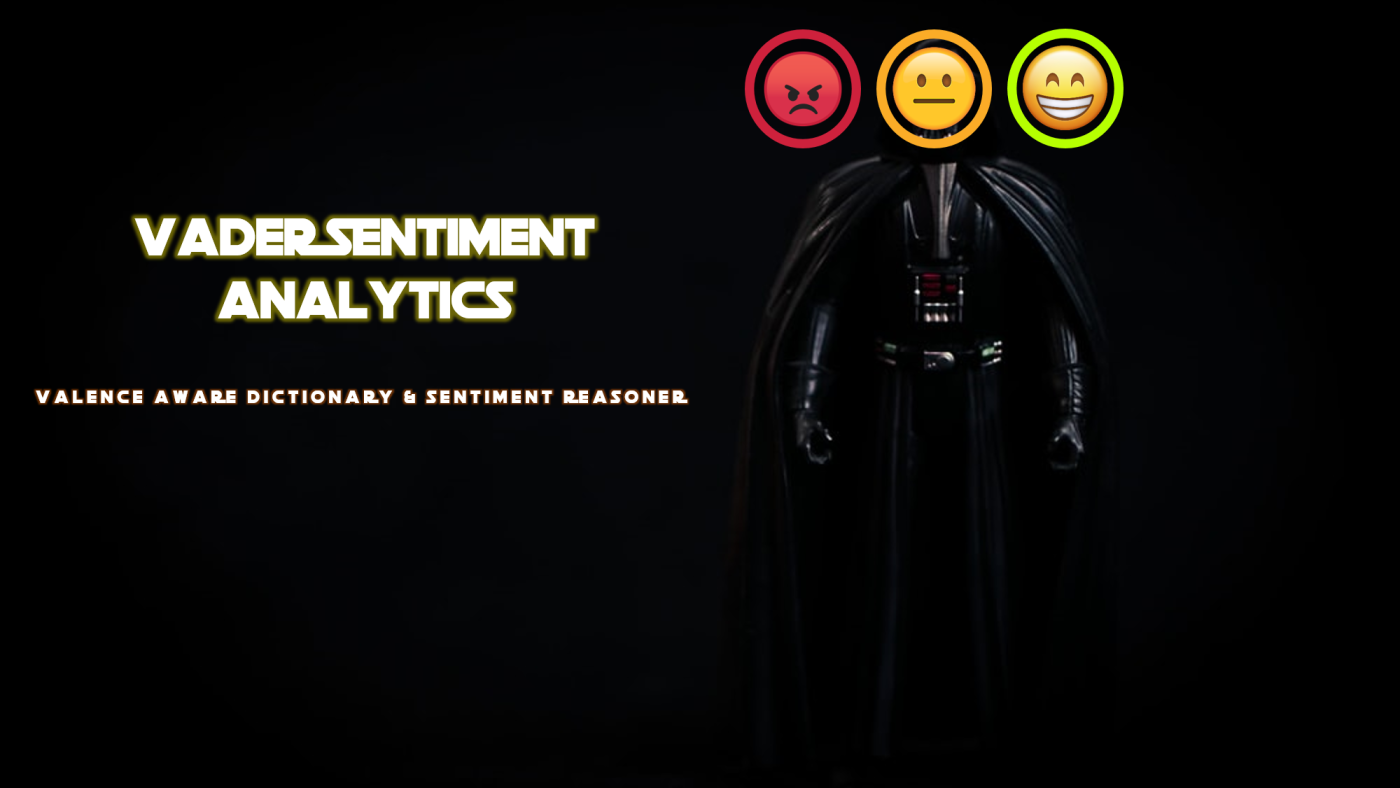 VADERSENTIMENT
ANALYTICS
VALENCE AWARE DICTIONARY & SENTIMENT REASONER